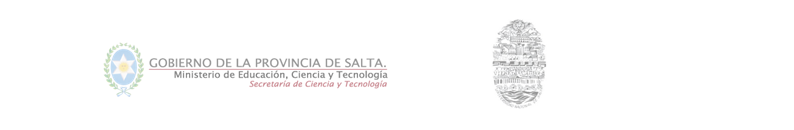 GOBIERNO DE LA PROVINCIA DE SALTA.
Ministerio de Educación, Ciencia y Tecnología
Secretaría de Ciencia y Tecnología